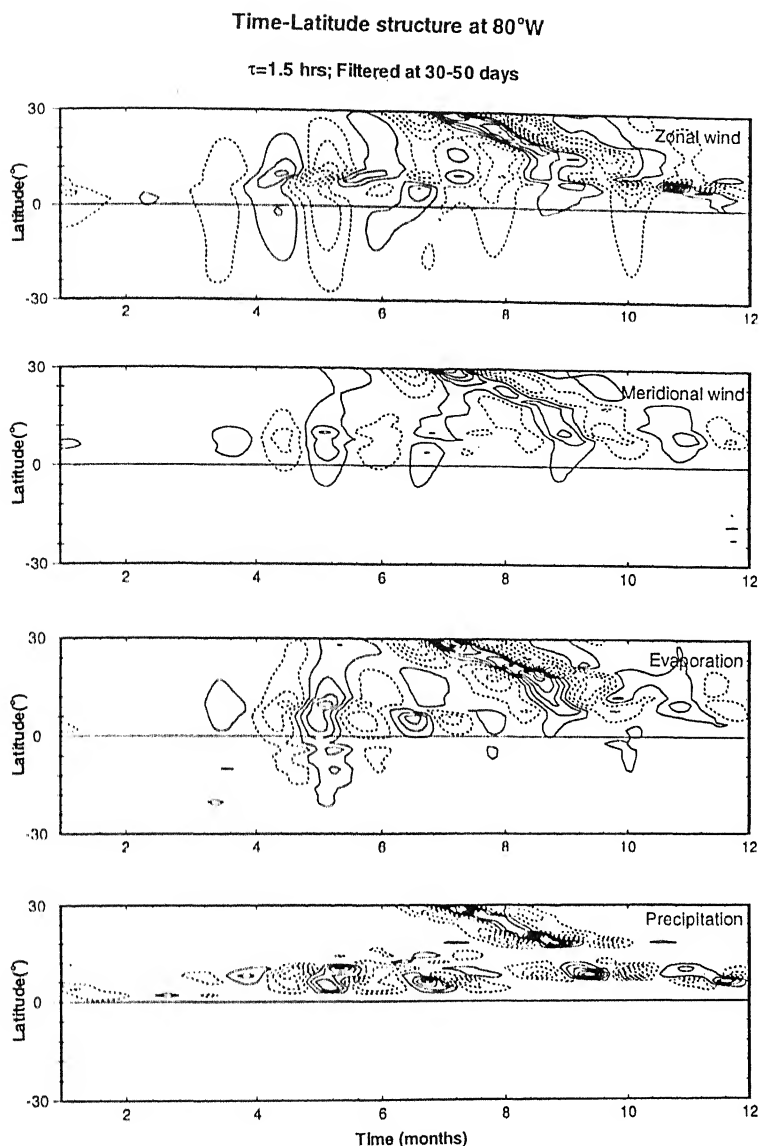 Time-Latitude structure at 80°W
τ=1.5 hrs; Filtered at 30-50 days
30
Zonal wind
Latitude(°)
0
-30
2 4 6 8 10 12
30
Meridional wind
Latitude(°)
0
-30
2 4 6 8 10 12
30
Evaporation
Latitude(°)
0
-30
2 4 6 8 10 12
30
Precipitation
Latitude(°)
0
-30
2 4 6 8 10 12
Time (months)